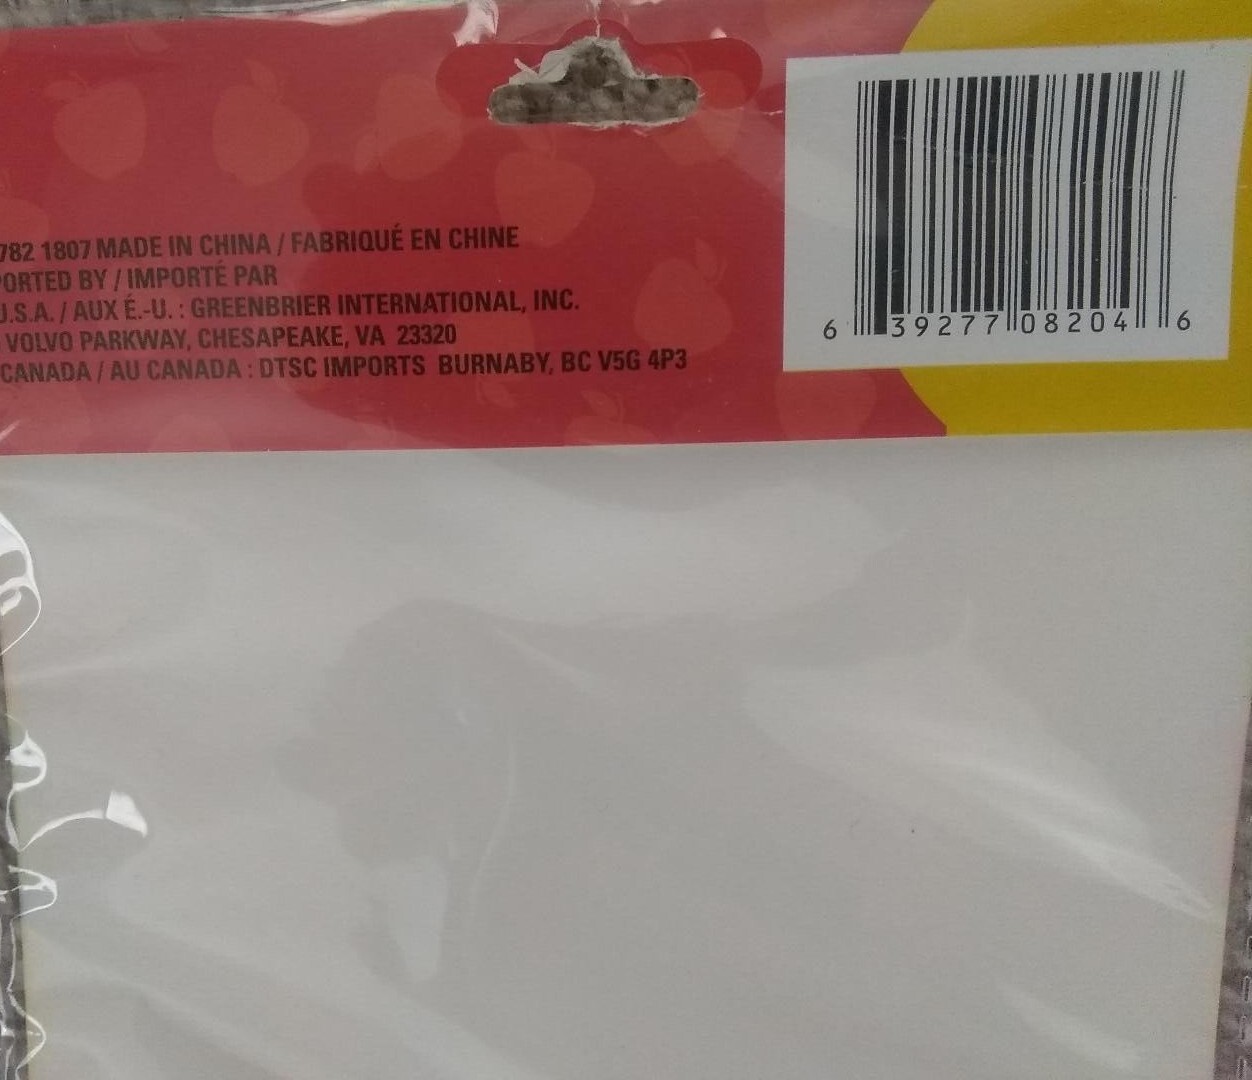 782 1807 MADE IN CHINA / FABRIQUÉ EN CHINE
PORTED BY / IMPORTÉ PAR
U.S.A. / AUX É.-U. : GREENBRIER INTERNATIONAL, INC.
VOLVO PARKWAY, CHESAPEAKE, VA 23320
CANADA / AU CANADA : DTSC IMPORTS BURNABY, BC V5G 4P3
6 39277 08204 6